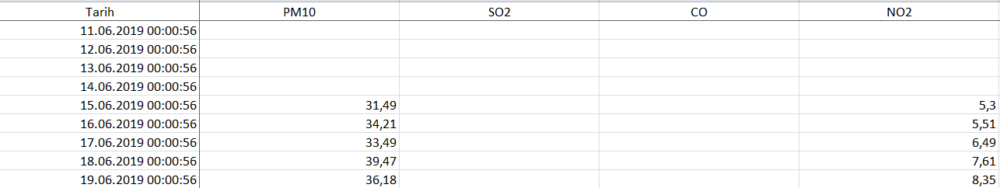 Tarih PM10 SO2 CO NO2
11.06.2019 00:00:56
12.06.2019 00:00:56
13.06.2019 00:00:56
14.06.2019 00:00:56
15.06.2019 00:00:56 31,49 5,3
16.06.2019 00:00:56 34,21 5,51
17.06.2019 00:00:56 33,49 6,49
18.06.2019 00:00:56 39,47 7,61
19.06.2019 00:00:56 36,18 8,35